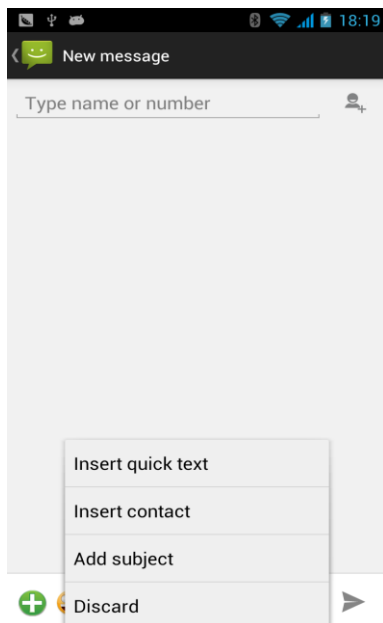 18:19
New message
Type name or number
Insert quick text
Insert contact
Add subject
Discard